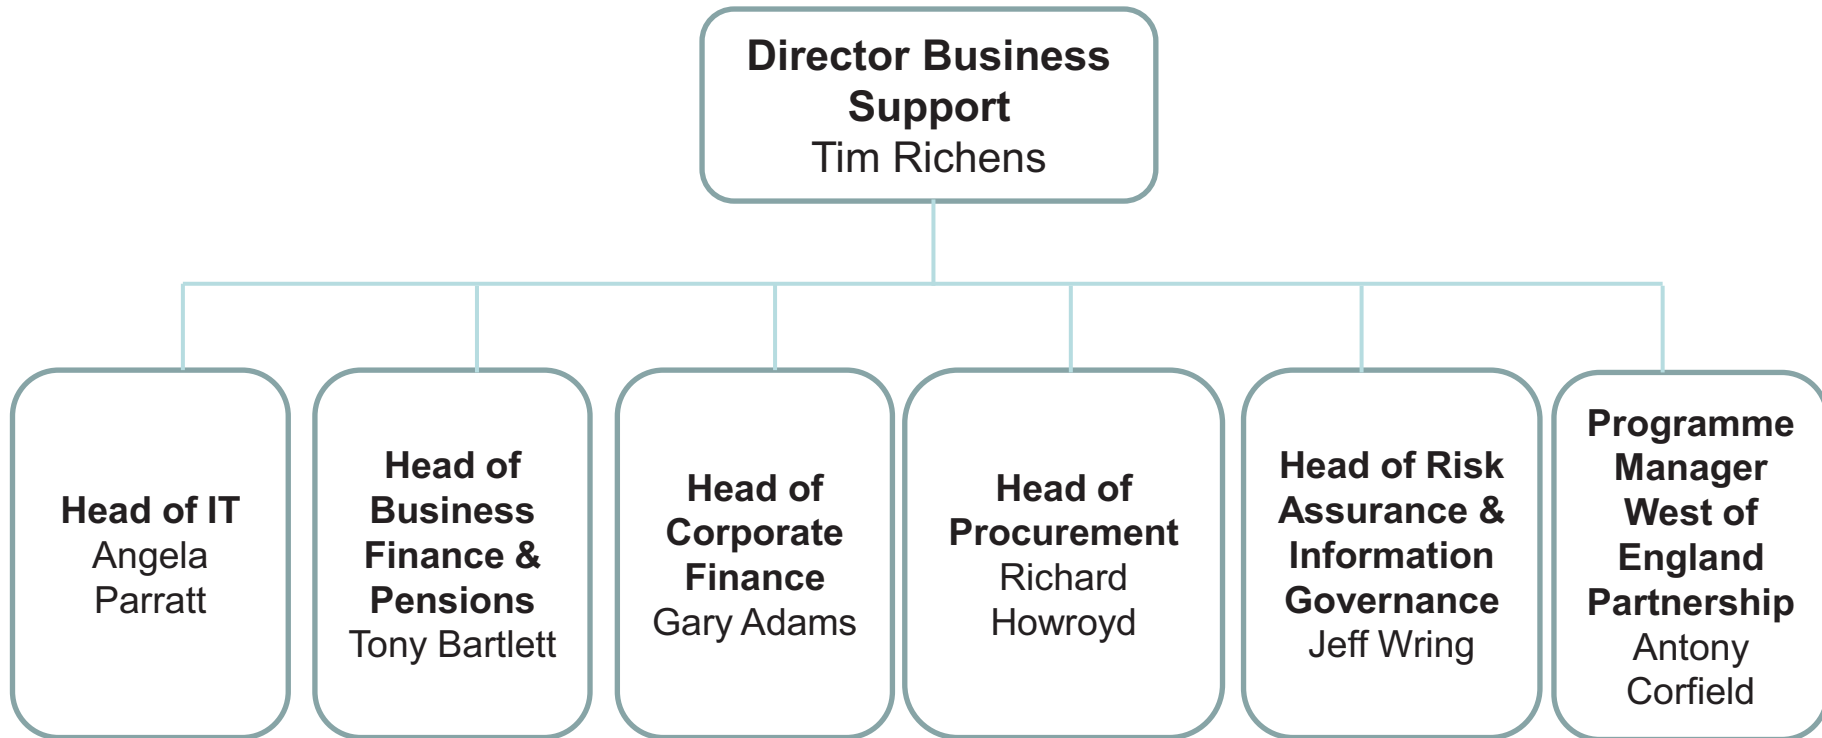 Director Business
Support
Tim Richens
Head of IT
Angela
Parratt
Head of
Business
Finance &
Pensions
Tony Bartlett
Head of
Corporate
Finance
Gary Adams
Head of
Procurement
Richard
Howroyd
Head of Risk
Assurance &
Information
Governance
Jeff Wring
Programme
Manager
West of
England
Partnership
Antony
Corfield